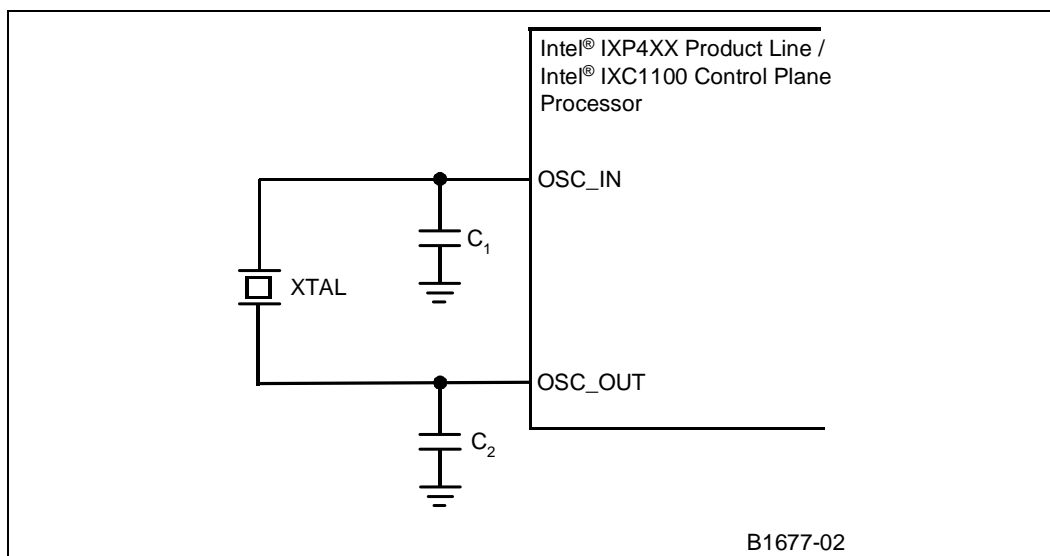 Intel® IXP4XX Product Line /
Intel® IXC1100 Control Plane
Processor
OSC_IN
C1
XTAL
OSC_OUT
C2
B1677-02